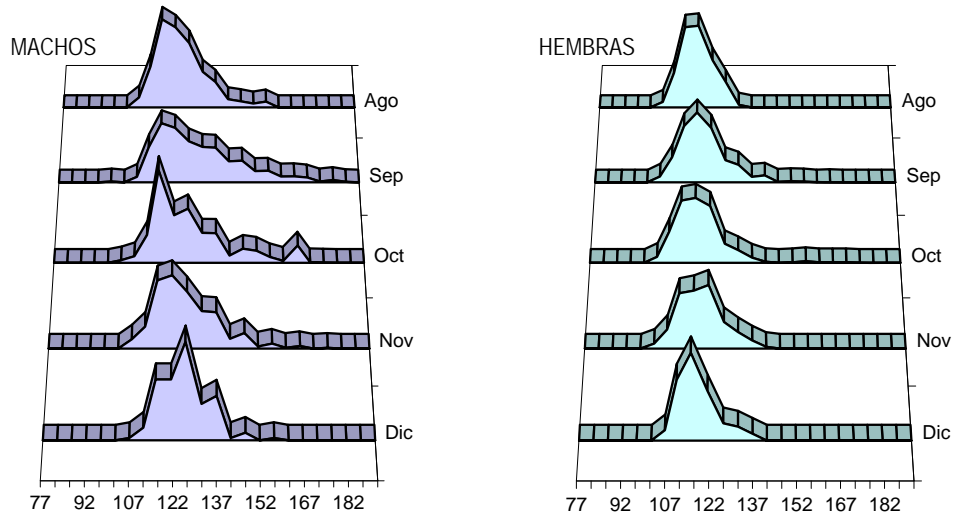 MACHOS
Ago
Sep
Oct
Nov
Dic
77 92 107 122 137 152 167 182
HEMBRAS
Ago
Sep
Oct
Nov
Dic
77 92 107 122 137 152 167 182